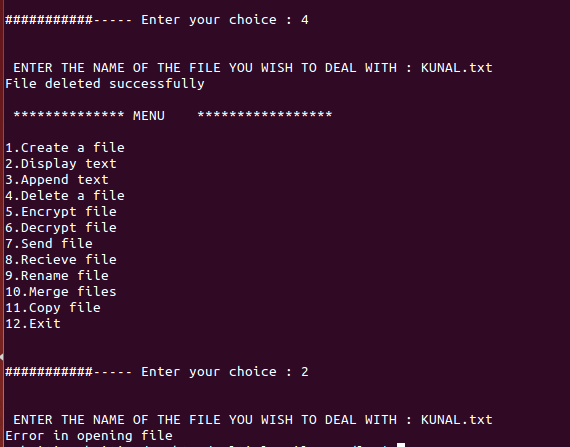 ###########----- Enter your choice : 4
ENTER THE NAME OF THE FILE YOU WISH TO DEAL WITH : KUNAL.txt
File deleted successfully
************** MENU    *****************
1.Create a file
2.Display text
3.Append text
4.Delete a file
5.Encrypt file
6.Decrypt file
7.Send file
8.Recieve file
9.Rename file
10.Merge files
11.Copy file
12.Exit
###########----- Enter your choice : 2
ENTER THE NAME OF THE FILE YOU WISH TO DEAL WITH : KUNAL.txt
Error in opening file